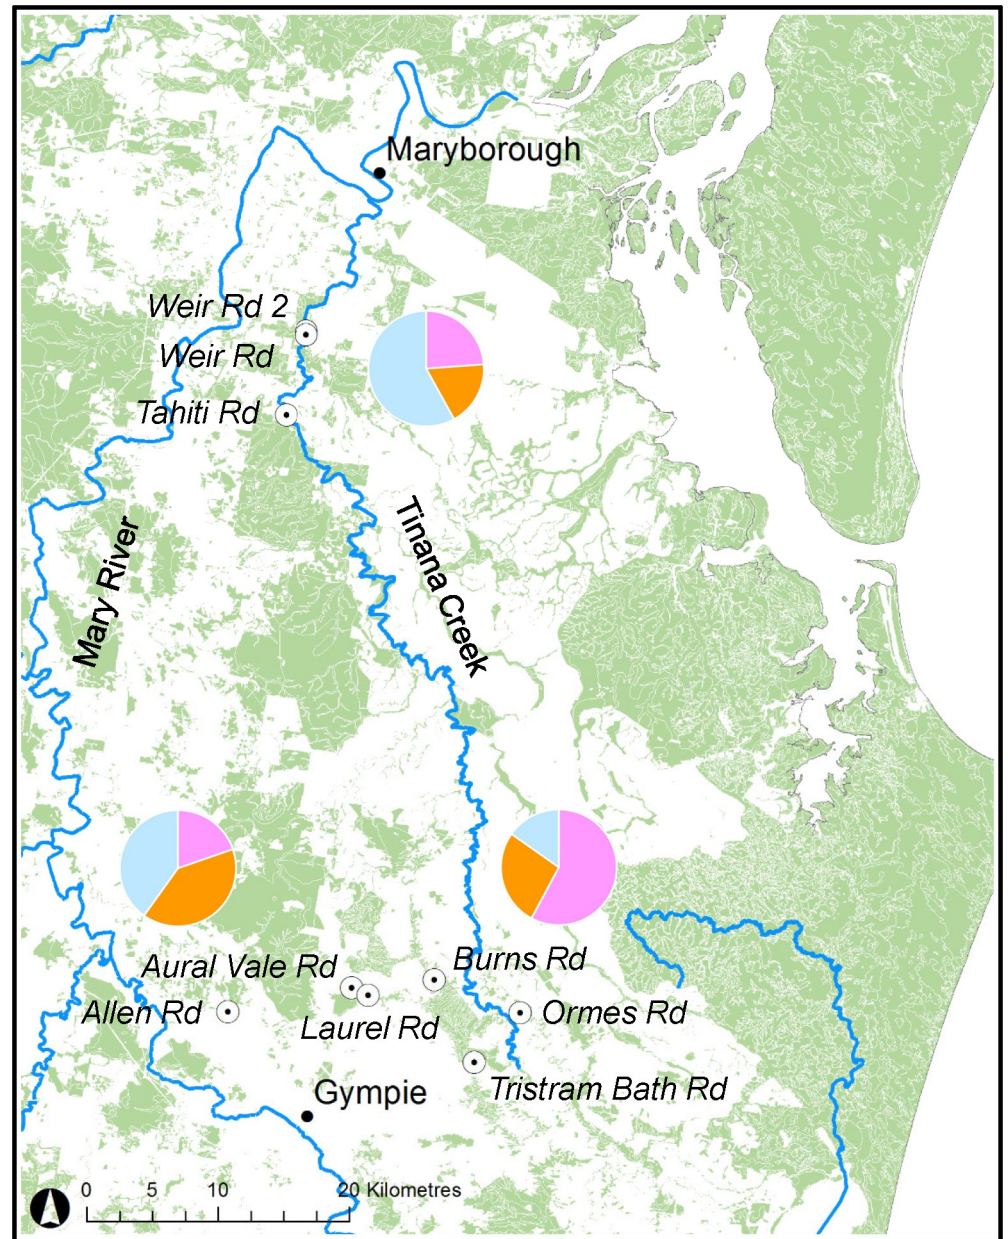 Maryborough
Weir Rd 2
Weir Rd
Tahiti Rd
Mary River
Tinana Creek
Aural Vale Rd
Burns Rd
Allen Rd
Laurel Rd
Ormes Rd
Tristram Bath Rd
Gympie
0 5 10 20 Kilometres